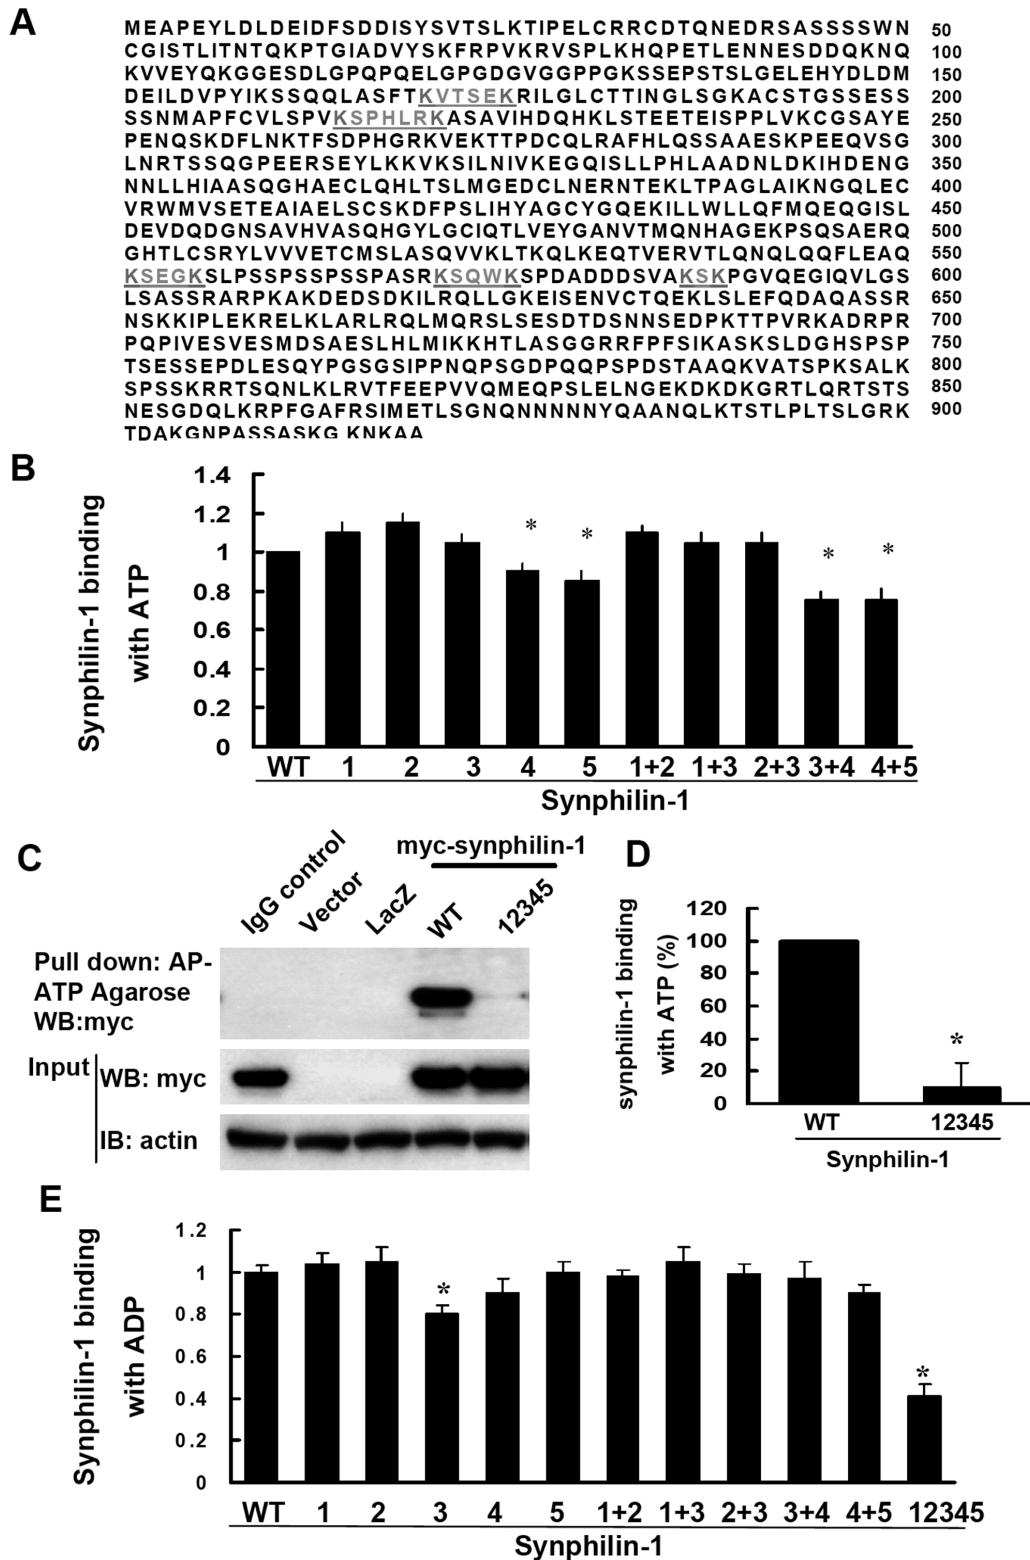 A
MEAPEYLDLDEIDFSDDISYSVTSLKTIPELCRRCDTQNEDRSASSSSWN 50
CGISTLITNTQKPTGIADVYSKFRPVKRVSPLKHQPETLENNESDDQKNQ 100
KVVEYQKGGESDLGPQPQELGPGDGVGGPPGKSSEPSTSLGELEHYDLDM 150
DEILDVPYIKSSQQLASFTKVTSEKRILGLCTTINGLSGKACSTGSSESS 200
SSNMAPFCVLSPVKSPHLRKASAVIHDQHKLSTEETEISPPLVKCGSAYE 250
PENQSKDFLNKTFSDPHGRKVEKTTPDCQLRAFHLQSSAAESKPEEQVSG 300
LNRTSSQGPEERSEYLKKVKSILNIVKEGQISLLPHLAADNLDKIHDENG 350
NNLLHIAASQGHAECLQHLTSLMGEDCLNERNTEKLTPAGLAIKNGQLEC 400
VRWMVSETEAIAELSCSKDFPSLIHYAGCYGQEKILLWLLQFMQEQGISL 450
DEVDQDGNSAVHVASQHGYLGCIQTLVEYGANVTMQNHAGEKPSQSAERQ 500
GHTLCSRYLVVVETCMSLASQVVKLTKQLKEQTVERVTLQNQLQQFLEAQ 550
KSEGKSLPSSPSSPSSPASRKSQWKSPDADDDSVAKSKPGVQEGIQVLGS 600
LSASSRARPKAKDEDSDKILRQLLGKEISENVCTQEKLSLEFQDAQASSR 650
NSKKIPLEKRELKLARLRQLMQRSLSESDTDSNNSEDPKTTPVRKADRPR 700
PQPIVESVESMDSAESLHLMIKKHTLASGGRRFPFSIKASKSLDGHSPSP 750
TSESSEPDLESQYPGSGSIPPNQPSGDPQQPSPDSTAAQKVATSPKSALK 800
SPSSKRRTSQNLKLRVTFEEPVVQMEQPSLELNGEKDKDKGRTLQRTSTS 850
NESGDQLKRPFGAFRSIMETLSGNQNNNNNYQAANQLKTSTLPLTSLGRK 900
TDAKGNPASSASKG KNKAA
B
Synphilin-1 binding
with ATP
1.4
1.2
1
0.8
0.6
0.4
0.2
0
* * * *
WT 1 2 3 4 5 1+2 1+3 2+3 3+4 4+5
Synphilin-1
C
myc-synphilin-1
IgG control Vector LacZ WT 12345
Pull down: AP-
ATP Agarose
WB:myc
Input WB: myc
IB: actin
D
synphilin-1 binding
with ATP (%)
120
100
80
60
40
20
0
*
WT 12345
Synphilin-1
E
Synphilin-1 binding
with ADP
1.2
1
0.8
0.6
0.4
0.2
0
* *
WT 1 2 3 4 5 1+2 1+3 2+3 3+4 4+5 12345
Synphilin-1